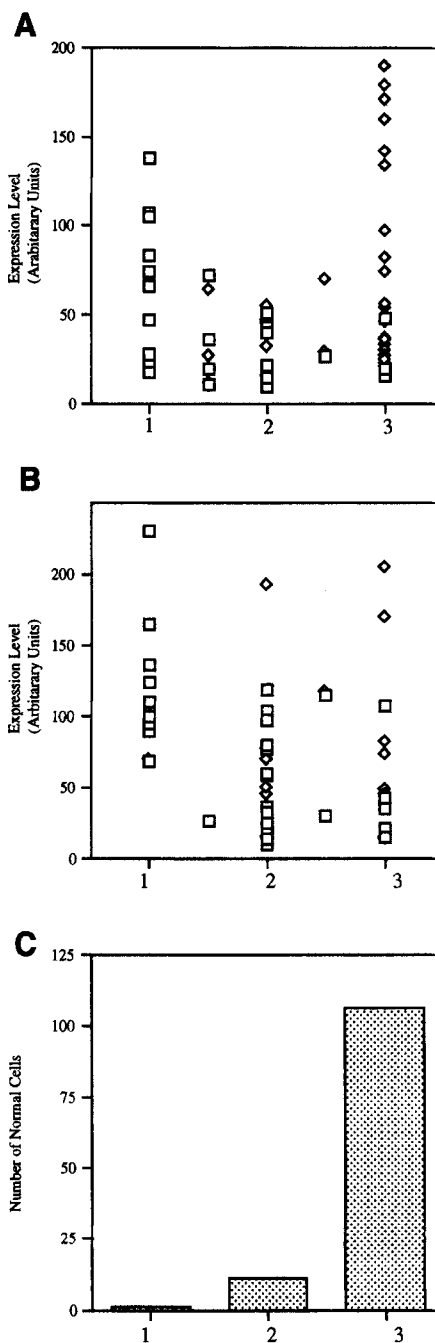 A
200
150
100
50
0
Expression Level
(Arabitarary Units)
1 2 3
B
200
150
100
50
0
Expression Level
(Arbitarary Units)
1 2 3
C
125
100
75
50
25
0
Number of Normal Cells
1 2 3